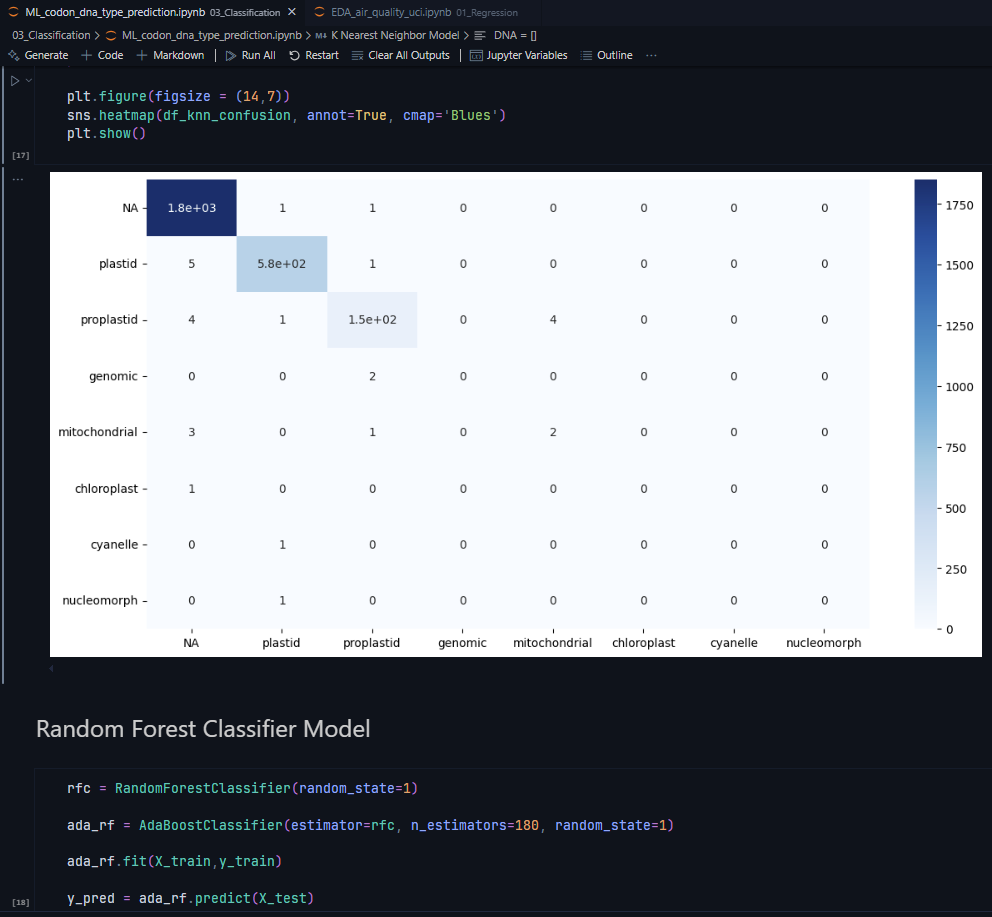 ML_codon_dna_type_prediction.ipynb 03_Classification × EDA_air_quality_uci.ipynb 01_Regression
03_Classification > ML_codon_dna_type_prediction.ipynb > M↓ K Nearest Neighbor Model > DNA = []
Generate + Code + Markdown | Run All Restart Clear All Outputs | Jupyter Variables Outline ...
plt.figure(figsize = (14,7))
sns.heatmap(df_knn_confusion, annot=True, cmap='Blues')
plt.show()
[17]
...
NA 1.8e+03 1 1 0 0 0 0 0
plastid 5 5.8e+02 1 0 0 0 0 0
proplastid 4 1 1.5e+02 0 4 0 0 0
genomic 0 0 2 0 0 0 0 0
mitochondrial 3 0 1 0 2 0 0 0
chloroplast 1 0 0 0 0 0 0 0
cyanelle 0 1 0 0 0 0 0 0
nucleomorph 0 1 0 0 0 0 0 0
NA plastid proplastid genomic mitochondrial chloroplast cyanelle nucleomorph
1750
1500
1250
1000
750
500
250
0
Random Forest Classifier Model
rfc = RandomForestClassifier(random_state=1)
ada_rf = AdaBoostClassifier(estimator=rfc, n_estimators=180, random_state=1)
ada_rf.fit(X_train,y_train)
y_pred = ada_rf.predict(X_test)
[18]